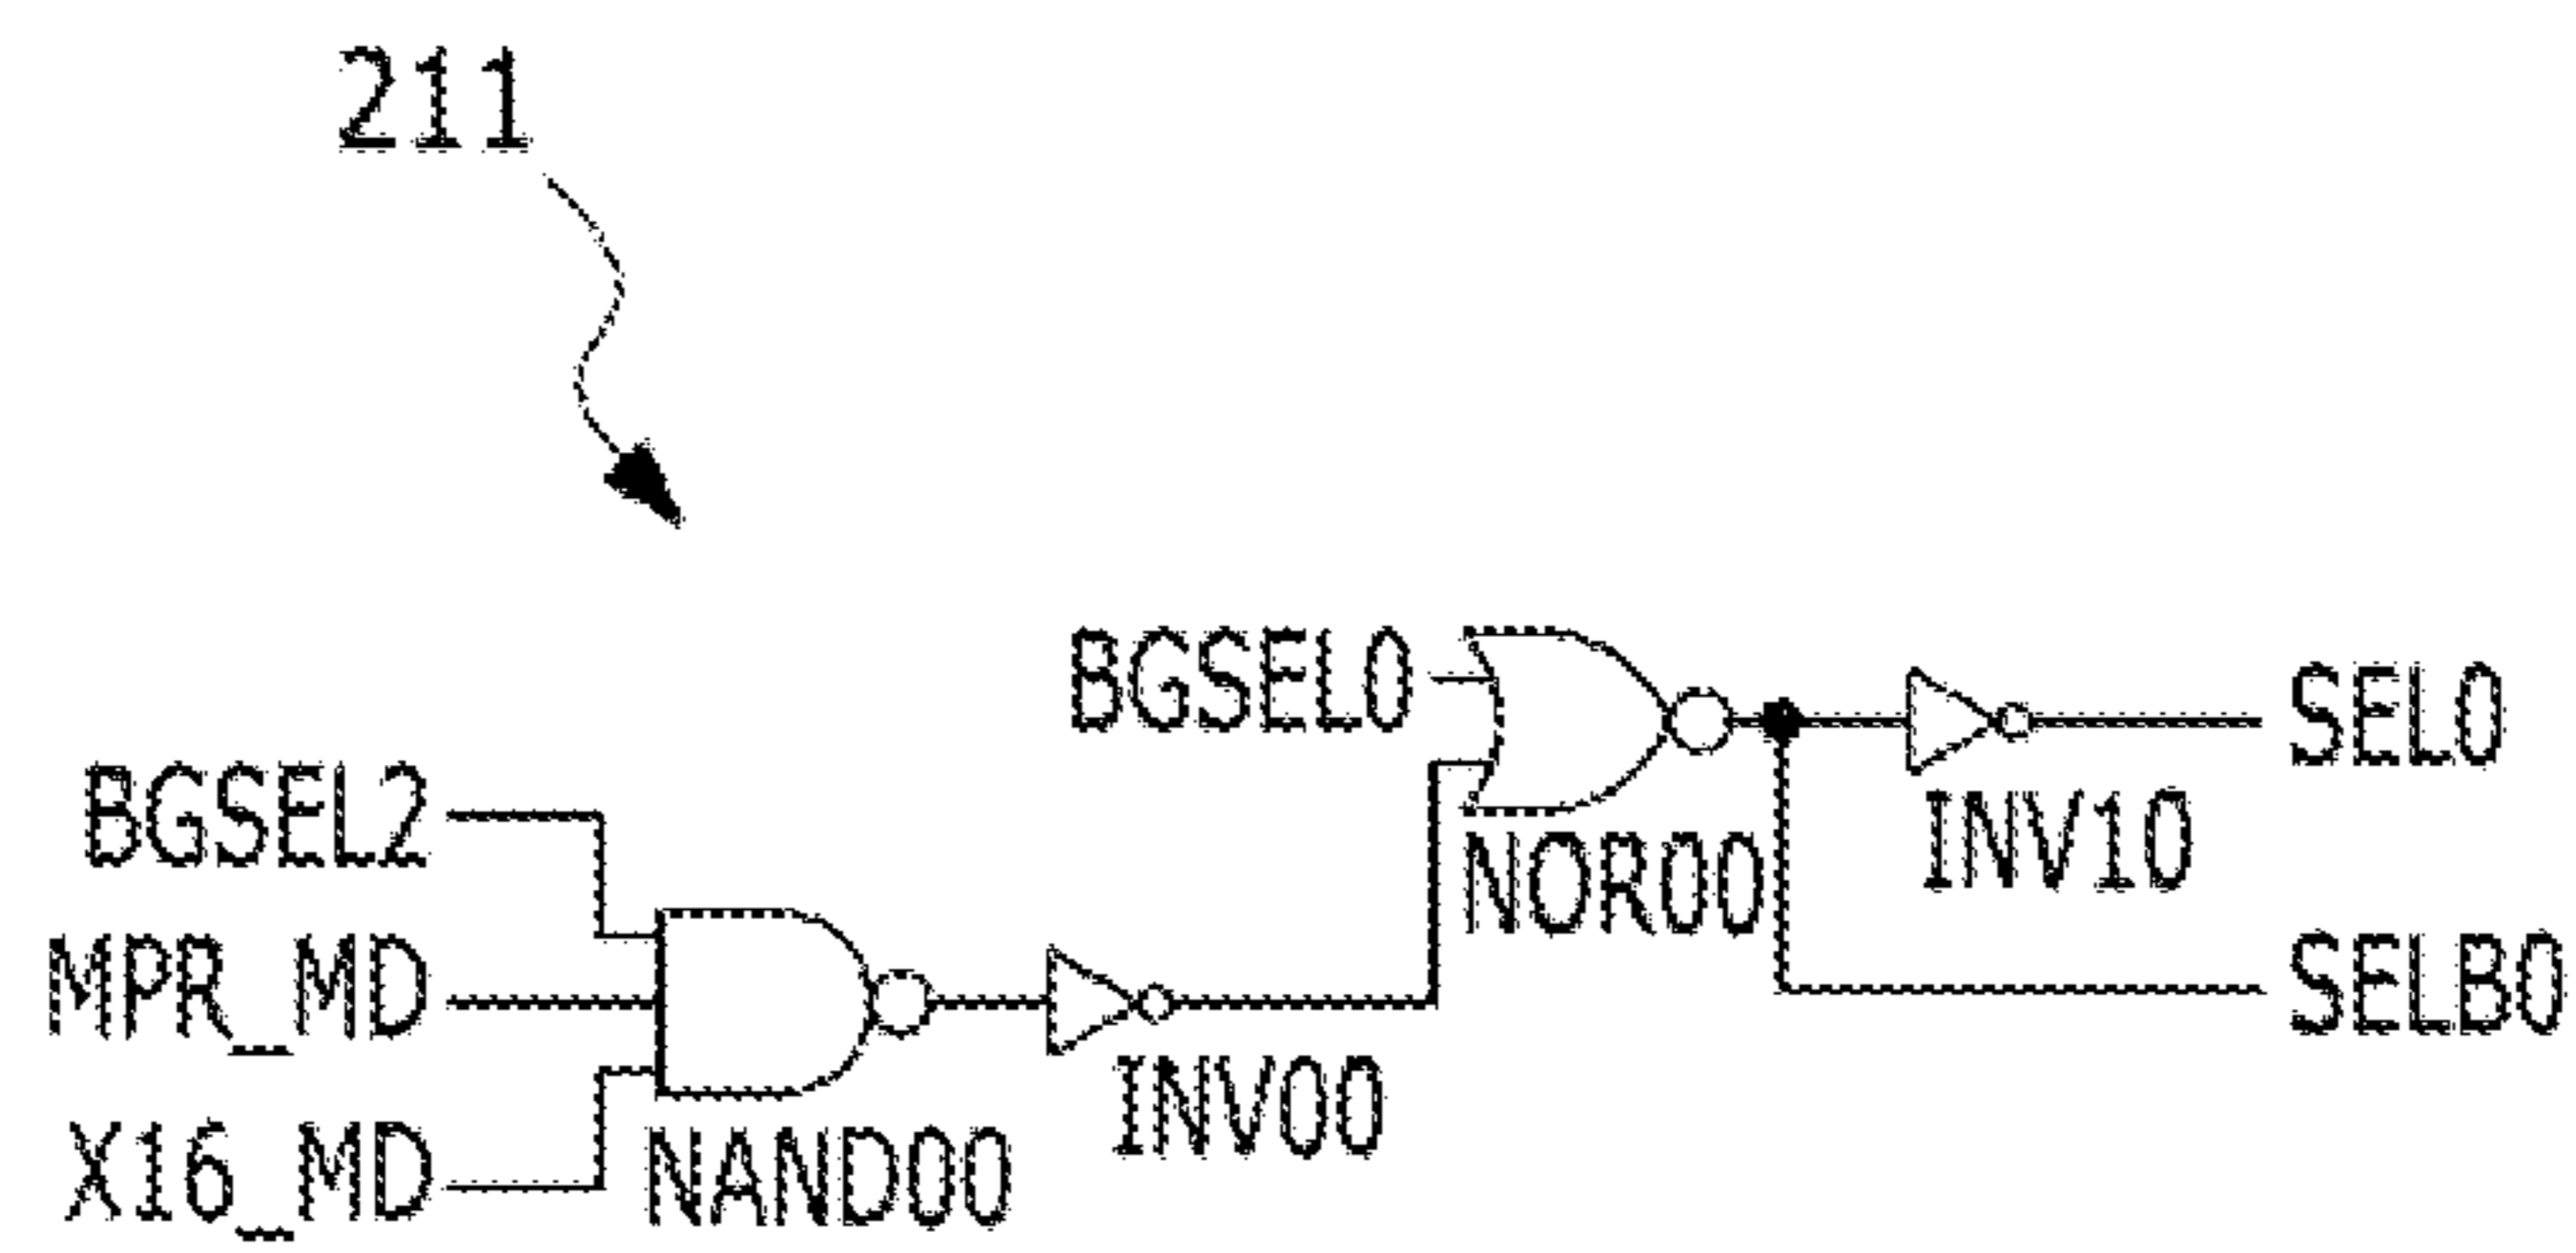 211
BGSEL0
SEL0
INV10
NOR00
BGSEL2
MPR_MD
X16_MD
NAND00
INV00
SELB0